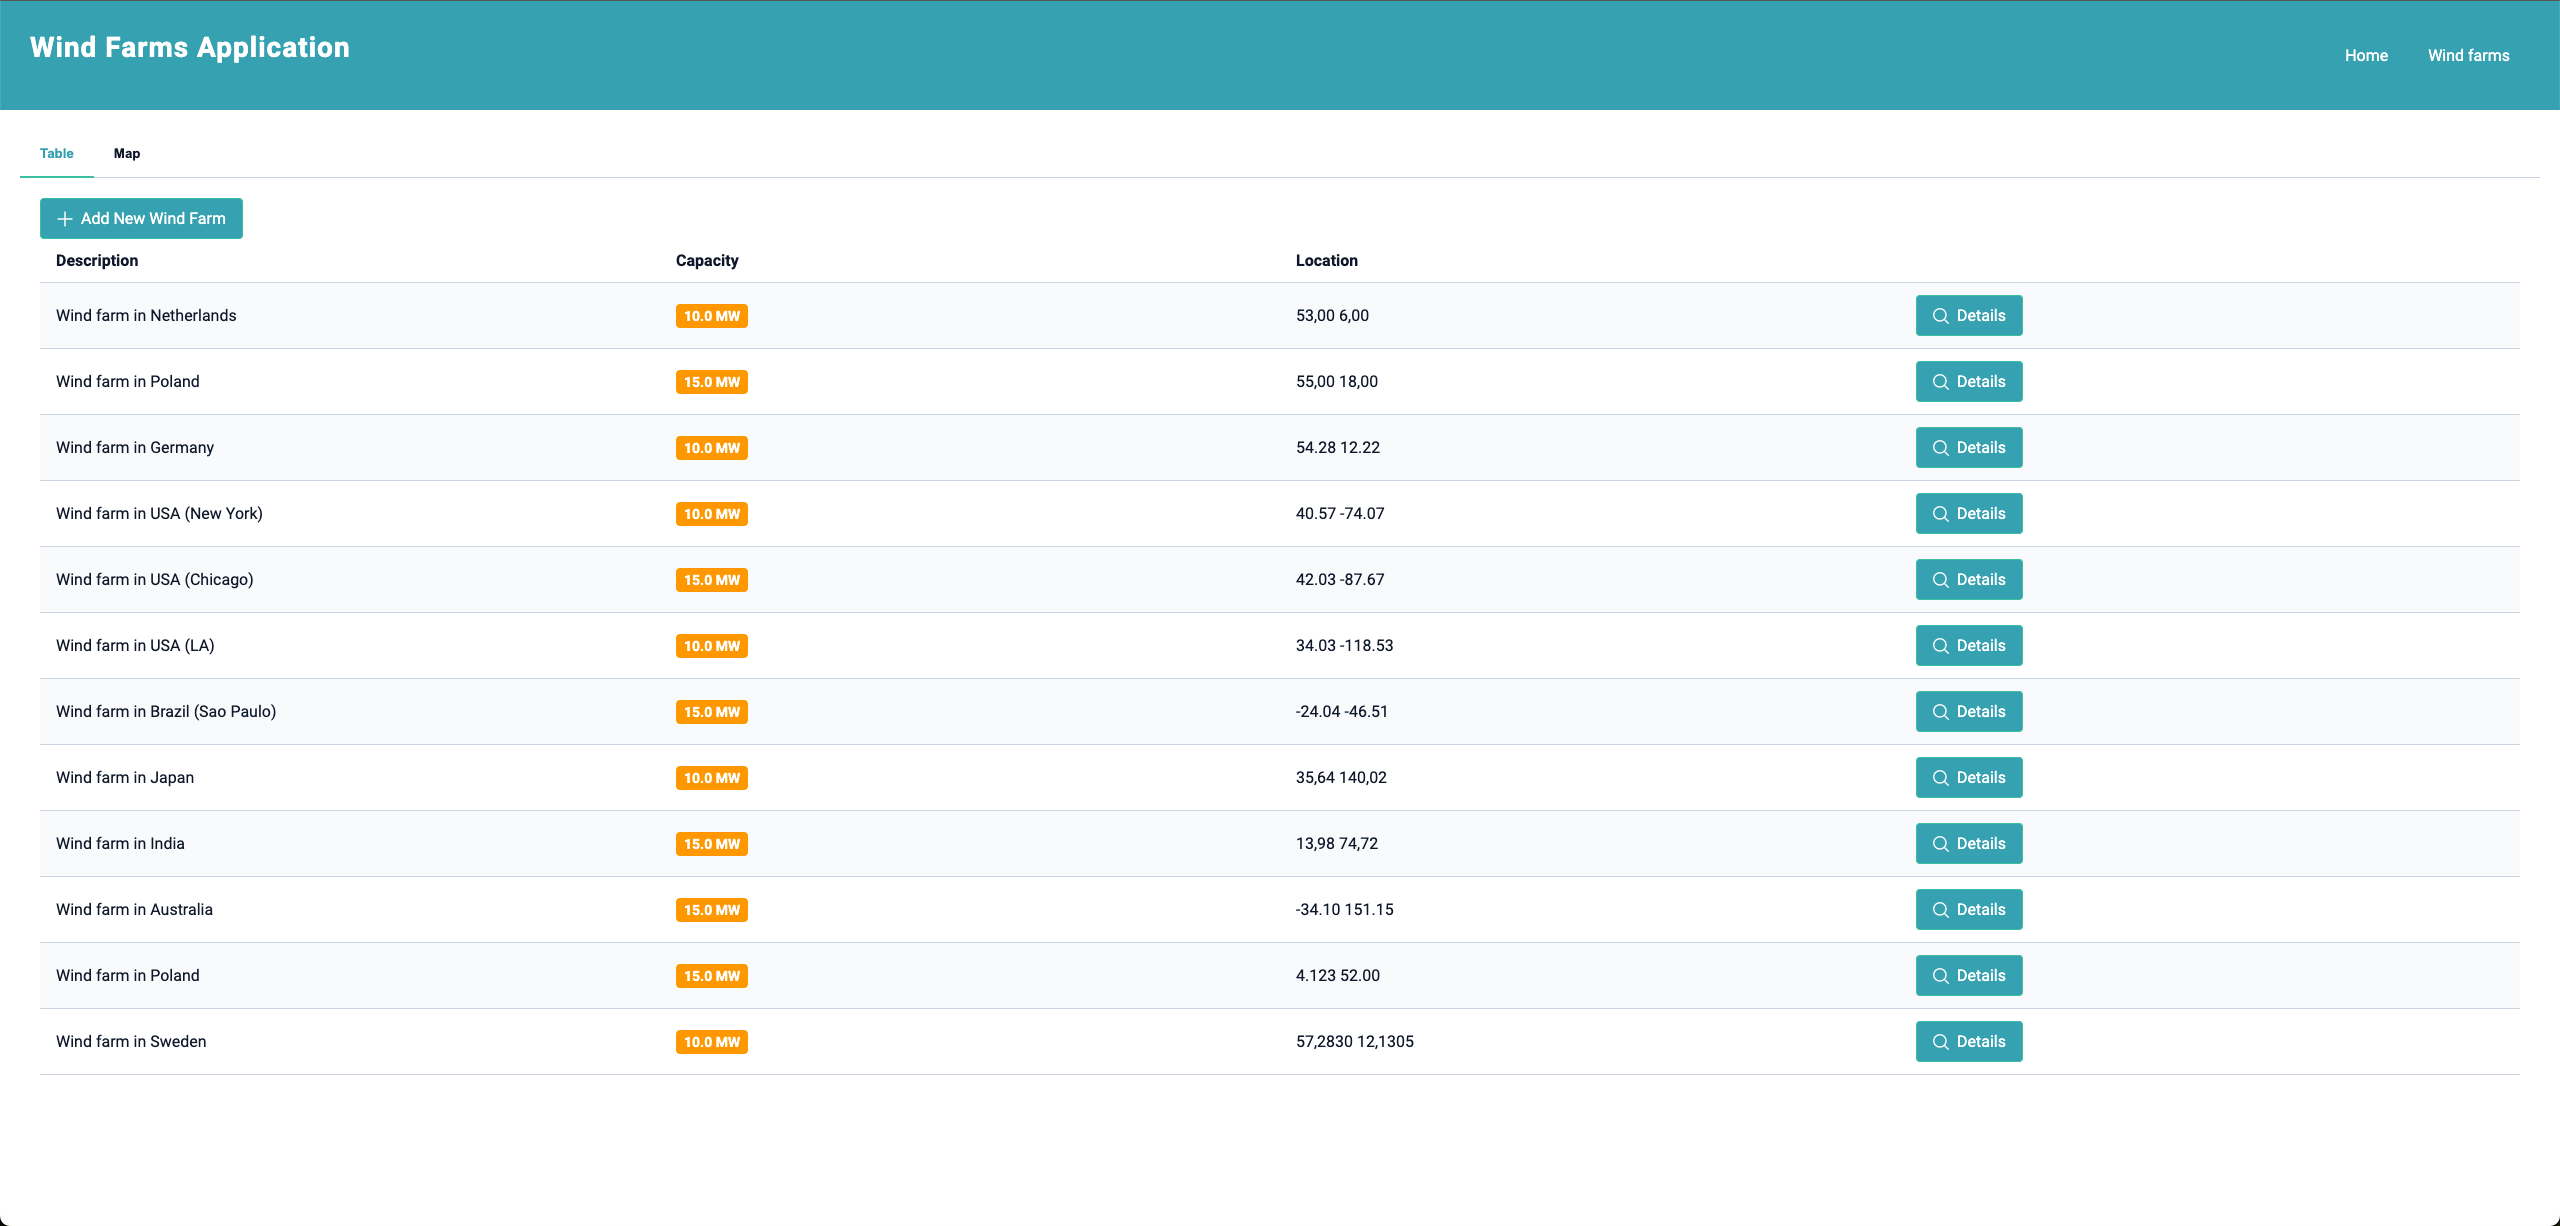 Wind Farms Application
Home Wind farms
Table Map
Add New Wind Farm
Description Capacity Location
Wind farm in Netherlands 10.0 MW 53,00 6,00 Details
Wind farm in Poland 15.0 MW 55,00 18,00 Details
Wind farm in Germany 10.0 MW 54.28 12.22 Details
Wind farm in USA (New York) 10.0 MW 40.57 -74.07 Details
Wind farm in USA (Chicago) 15.0 MW 42.03 -87.67 Details
Wind farm in USA (LA) 10.0 MW 34.03 -118.53 Details
Wind farm in Brazil (Sao Paulo) 15.0 MW -24.04 -46.51 Details
Wind farm in Japan 10.0 MW 35,64 140,02 Details
Wind farm in India 15.0 MW 13,98 74,72 Details
Wind farm in Australia 15.0 MW -34.10 151.15 Details
Wind farm in Poland 15.0 MW 4.123 52.00 Details
Wind farm in Sweden 10.0 MW 57,2830 12,1305 Details